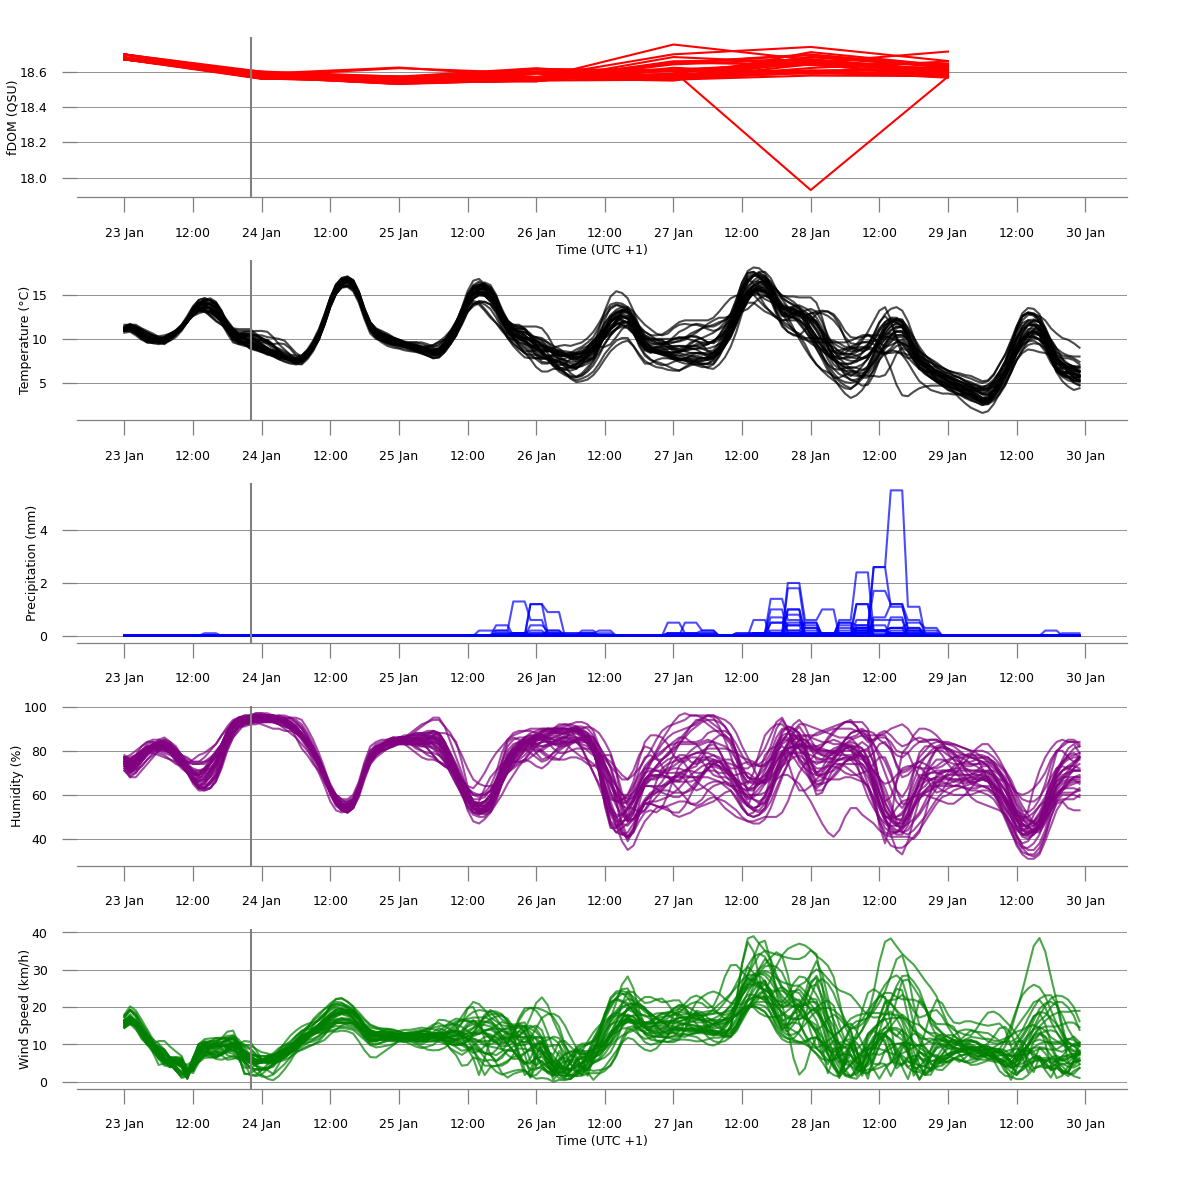 fDOM (QSU)
18.6
18.4
18.2
18.0
23 Jan 12:00 24 Jan 12:00 25 Jan 12:00 26 Jan 12:00 27 Jan 12:00 28 Jan 12:00 29 Jan 12:00 30 Jan
Time (UTC +1)
Temperature (°C)
15
10
5
23 Jan 12:00 24 Jan 12:00 25 Jan 12:00 26 Jan 12:00 27 Jan 12:00 28 Jan 12:00 29 Jan 12:00 30 Jan
Precipitation (mm)
4
2
0
23 Jan 12:00 24 Jan 12:00 25 Jan 12:00 26 Jan 12:00 27 Jan 12:00 28 Jan 12:00 29 Jan 12:00 30 Jan
Humidity (%)
100
80
60
40
23 Jan 12:00 24 Jan 12:00 25 Jan 12:00 26 Jan 12:00 27 Jan 12:00 28 Jan 12:00 29 Jan 12:00 30 Jan
Wind Speed (km/h)
40
30
20
10
0
23 Jan 12:00 24 Jan 12:00 25 Jan 12:00 26 Jan 12:00 27 Jan 12:00 28 Jan 12:00 29 Jan 12:00 30 Jan
Time (UTC +1)